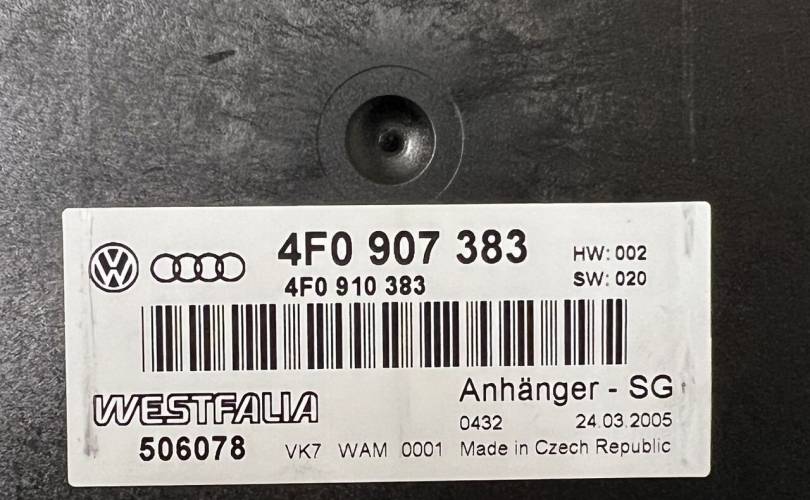 4F0 907 383
4F0 910 383
HW: 002
SW: 020
WESTFALIA
506078
Anhänger - SG
0432 24.03.2005
VK7 WAM 0001 Made in Czech Republic